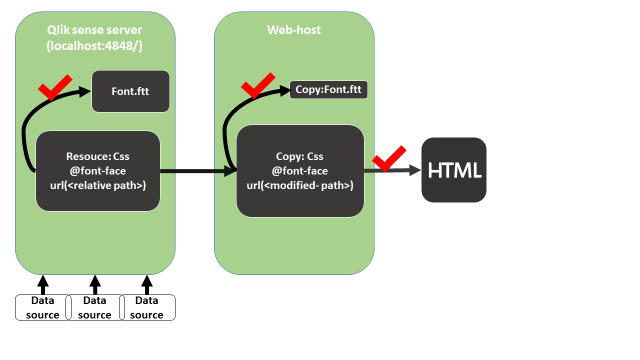 Qlik sense server
(localhost:4848/)
Font.ftt
Resouce: Css
@font-face
url(<relative path>)
Web-host
Copy:Font.ftt
Copy: Css
@font-face
url(<modified- path>)
HTML
Data
source
Data
source
Data
source